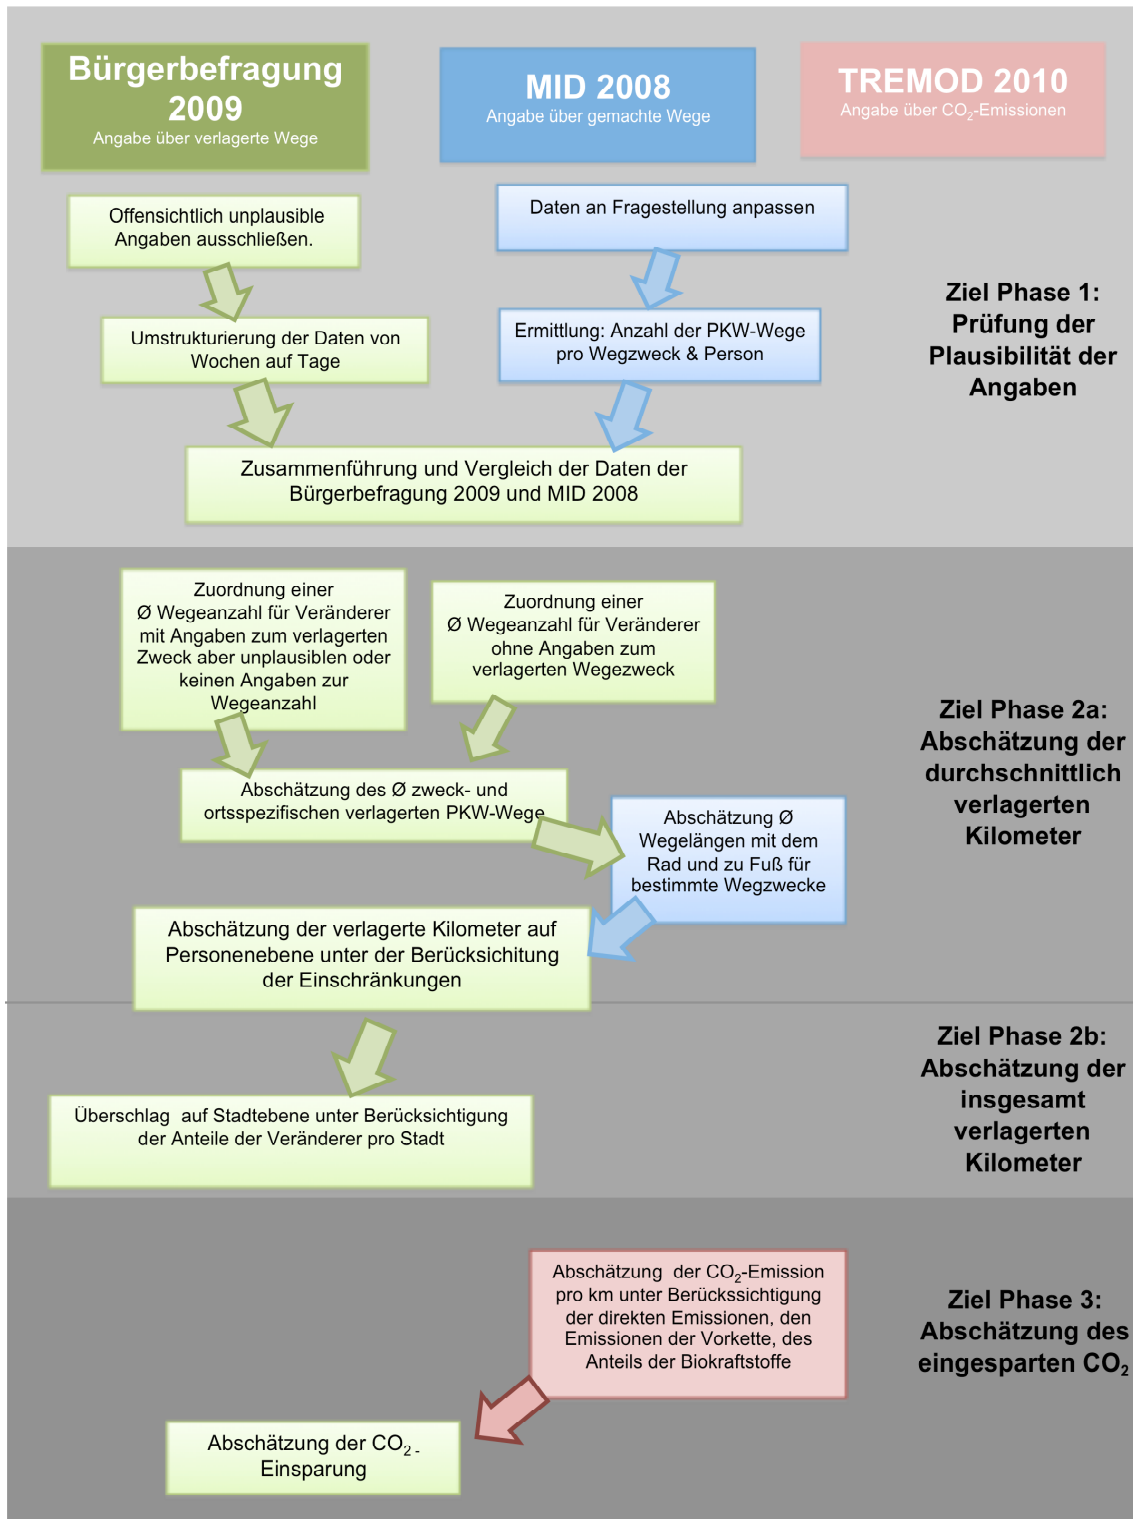 Bürgerbefragung
2009
Angabe über verlagerte Wege
MID 2008
Angabe über gemachte Wege
TREMOD 2010
Angabe über CO₂-Emissionen
Offensichtlich unplausible
Angaben ausschließen.
Daten an Fragestellung anpassen
Umstrukturierung der Daten von
Wochen auf Tage
Ermittlung: Anzahl der PKW-Wege
pro Wegzweck & Person
Zusammenführung und Vergleich der Daten der
Bürgerbefragung 2009 und MID 2008
Ziel Phase 1:
Prüfung der
Plausibilität der
Angaben
Zuordnung einer
Ø Wegeanzahl für Veränderer
mit Angaben zum verlagerten
Zweck aber unplausiblen oder
keinen Angaben zur
Wegeanzahl
Zuordnung einer
Ø Wegeanzahl für Veränderer
ohne Angaben zum
verlagerten Wegezweck
Abschätzung des Ø zweck- und
ortsspezifischen verlagerten PKW-Wege
Abschätzung Ø
Wegelängen mit dem
Rad und zu Fuß für
bestimmte Wegzwecke
Abschätzung der verlagerte Kilometer auf
Personenebene unter der Berücksichitung
der Einschränkungen
Ziel Phase 2a:
Abschätzung der
durchschnittlich
verlagerten
Kilometer
Überschlag auf Stadtebene unter Berücksichtigung
der Anteile der Veränderer pro Stadt
Ziel Phase 2b:
Abschätzung der
insgesamt
verlagerten
Kilometer
Abschätzung der CO₂-Emission
pro km unter Berückssichtigung
der direkten Emissionen, den
Emissionen der Vorkette, des
Anteils der Biokraftstoffe
Abschätzung der CO₂-
Einsparung
Ziel Phase 3:
Abschätzung des
eingesparten CO₂